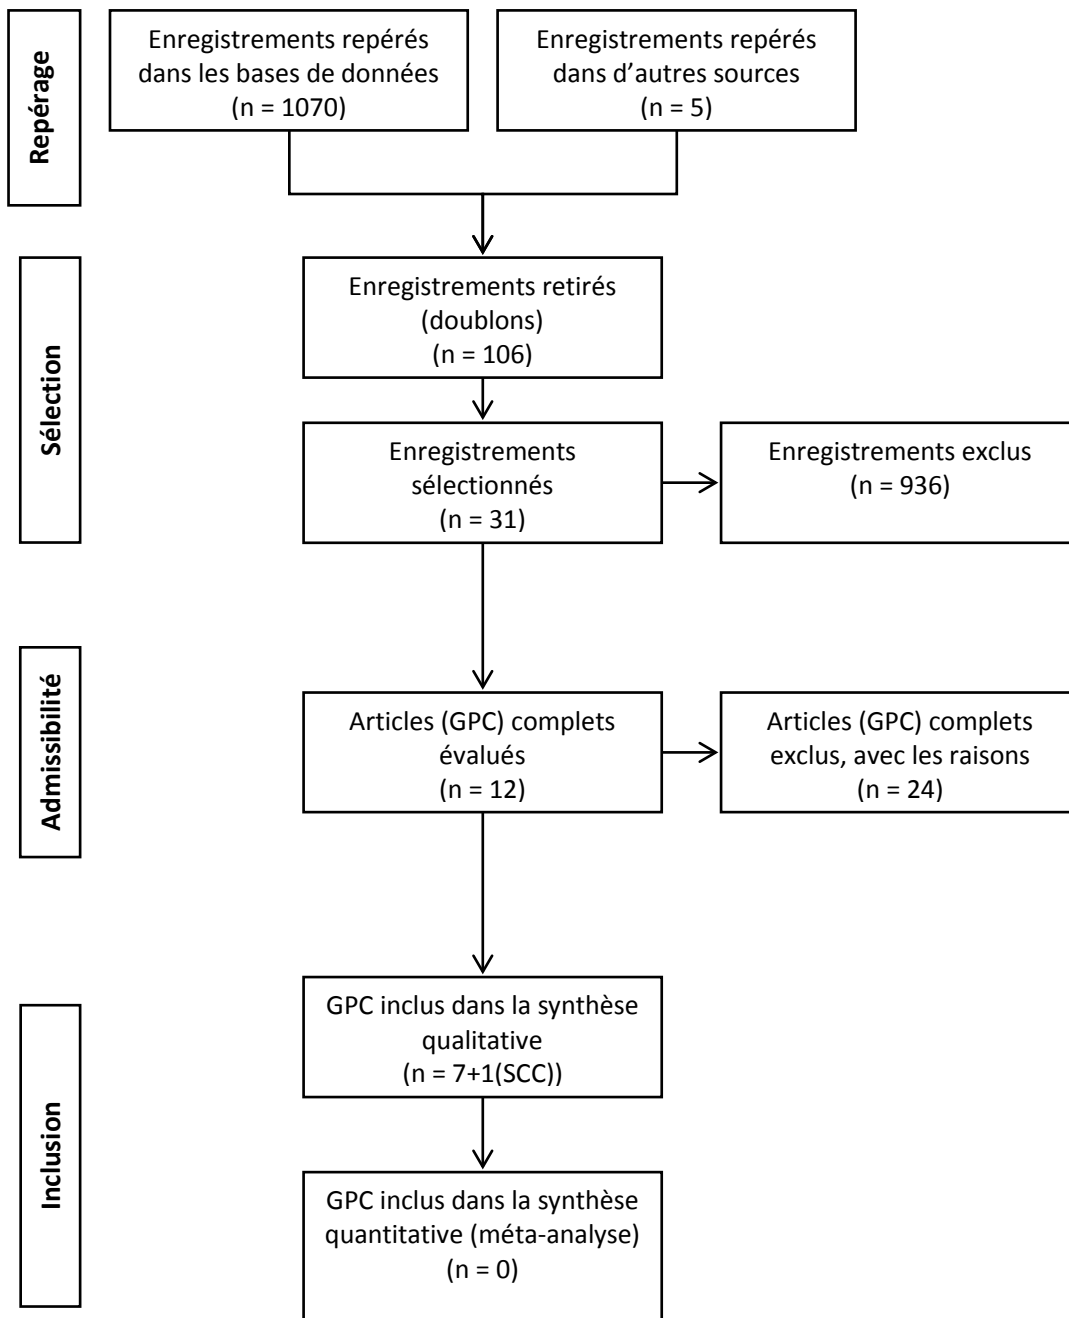 Repérage
Enregistrements repérés
dans les bases de données
(n = 1070)
Enregistrements repérés
dans d’autres sources
(n = 5)
Sélection
Enregistrements retirés
(doublons)
(n = 106)
Enregistrements
sélectionnés
(n = 31)
Enregistrements exclus
(n = 936)
Admissibilité
Articles (GPC) complets
évalués
(n = 12)
Articles (GPC) complets
exclus, avec les raisons
(n = 24)
Inclusion
GPC inclus dans la synthèse
qualitative
(n = 7+1(SCC))
GPC inclus dans la synthèse
quantitative (méta-analyse)
(n = 0)